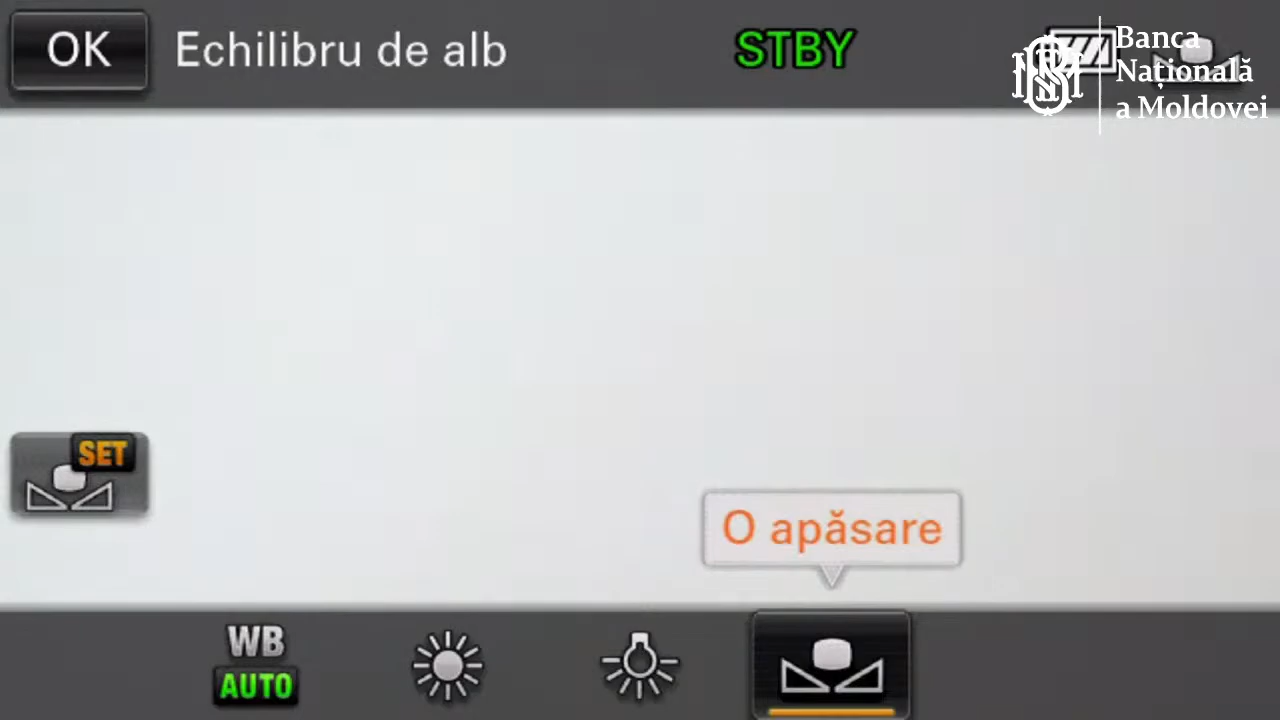 OK
Echilibru de alb
STBY
Banca
Națională
a Moldovei
SET
O apăsare
WB
AUTO